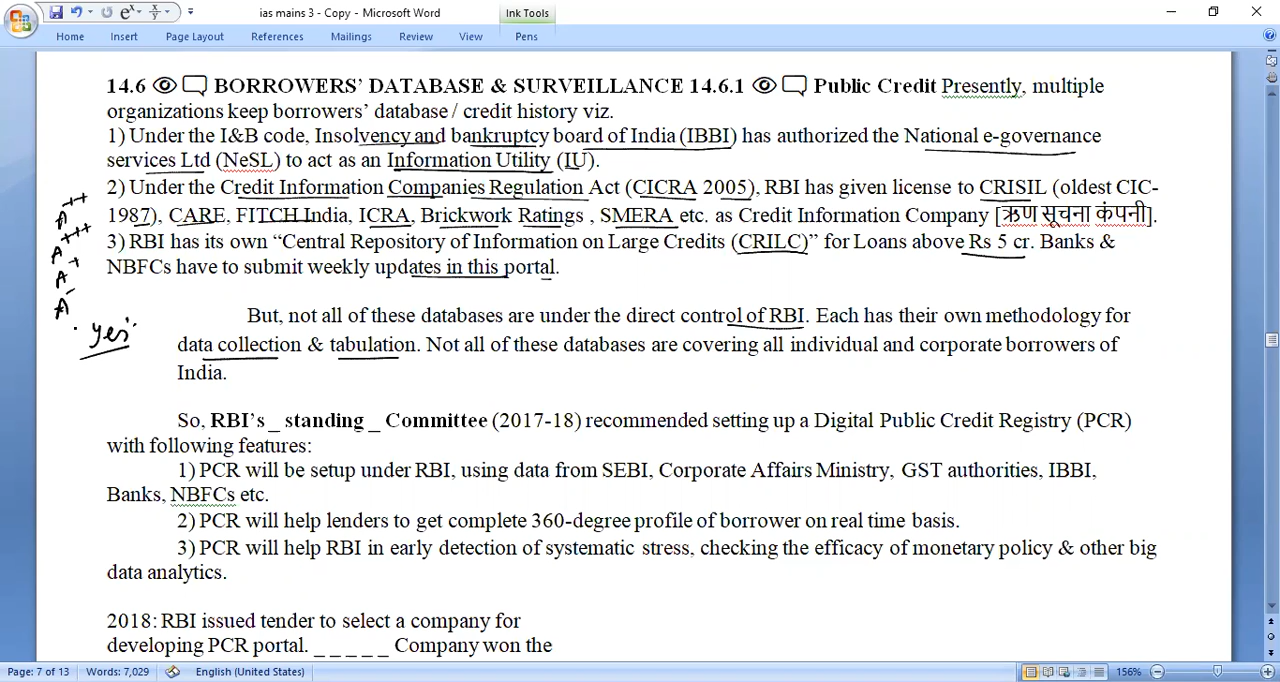 ias mains 3 - Copy - Microsoft Word
Ink Tools
Home Insert Page Layout References Mailings Review View Pens
14.6 BORROWERS’ DATABASE & SURVEILLANCE 14.6.1 Public Credit Presently, multiple
organizations keep borrowers’ database / credit history viz.
1) Under the I&B code, Insolvency and bankruptcy board of India (IBBI) has authorized the National e-governance
services Ltd (NeSL) to act as an Information Utility (IU).
2) Under the Credit Information Companies Regulation Act (CICRA 2005), RBI has given license to CRISIL (oldest CIC-
1987), CARE, FITCH India, ICRA, Brickwork Ratings , SMERA etc. as Credit Information Company [ऋण सूचना कंपनी].
3) RBI has its own “Central Repository of Information on Large Credits (CRILC)” for Loans above Rs 5 cr. Banks &
NBFCs have to submit weekly updates in this portal.
A++
A+++
A+
A-
yes
But, not all of these databases are under the direct control of RBI. Each has their own methodology for
data collection & tabulation. Not all of these databases are covering all individual and corporate borrowers of
India.
So, RBI’s _ standing _ Committee (2017-18) recommended setting up a Digital Public Credit Registry (PCR)
with following features:
1) PCR will be setup under RBI, using data from SEBI, Corporate Affairs Ministry, GST authorities, IBBI,
Banks, NBFCs etc.
2) PCR will help lenders to get complete 360-degree profile of borrower on real time basis.
3) PCR will help RBI in early detection of systematic stress, checking the efficacy of monetary policy & other big
data analytics.
2018: RBI issued tender to select a company for
developing PCR portal. _ _ _ _ _ Company won the
Page: 7 of 13 Words: 7,029 English (United States) 156%